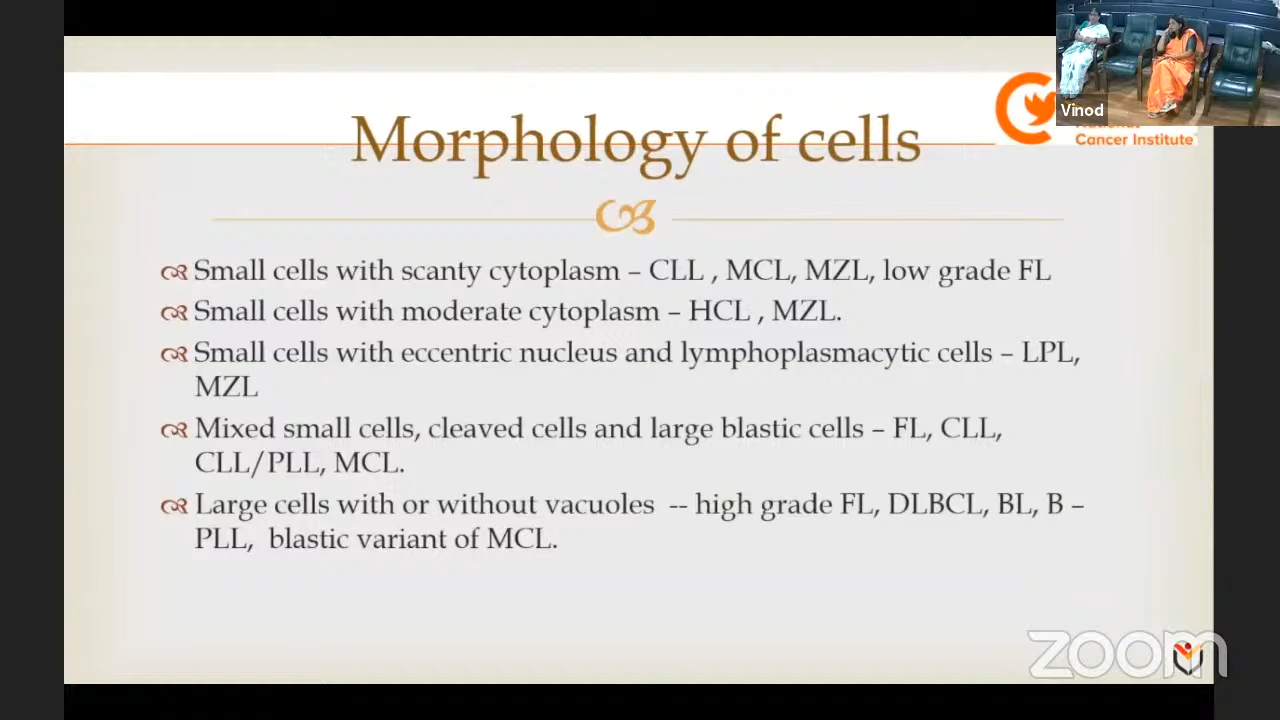 Vinod
Cancer Institute
Morphology of cells
Small cells with scanty cytoplasm – CLL , MCL, MZL, low grade FL
Small cells with moderate cytoplasm – HCL , MZL.
Small cells with eccentric nucleus and lymphoplasmacytic cells – LPL,
MZL
Mixed small cells, cleaved cells and large blastic cells – FL, CLL,
CLL/PLL, MCL.
Large cells with or without vacuoles -- high grade FL, DLBCL, BL, B –
PLL, blastic variant of MCL.
zoom